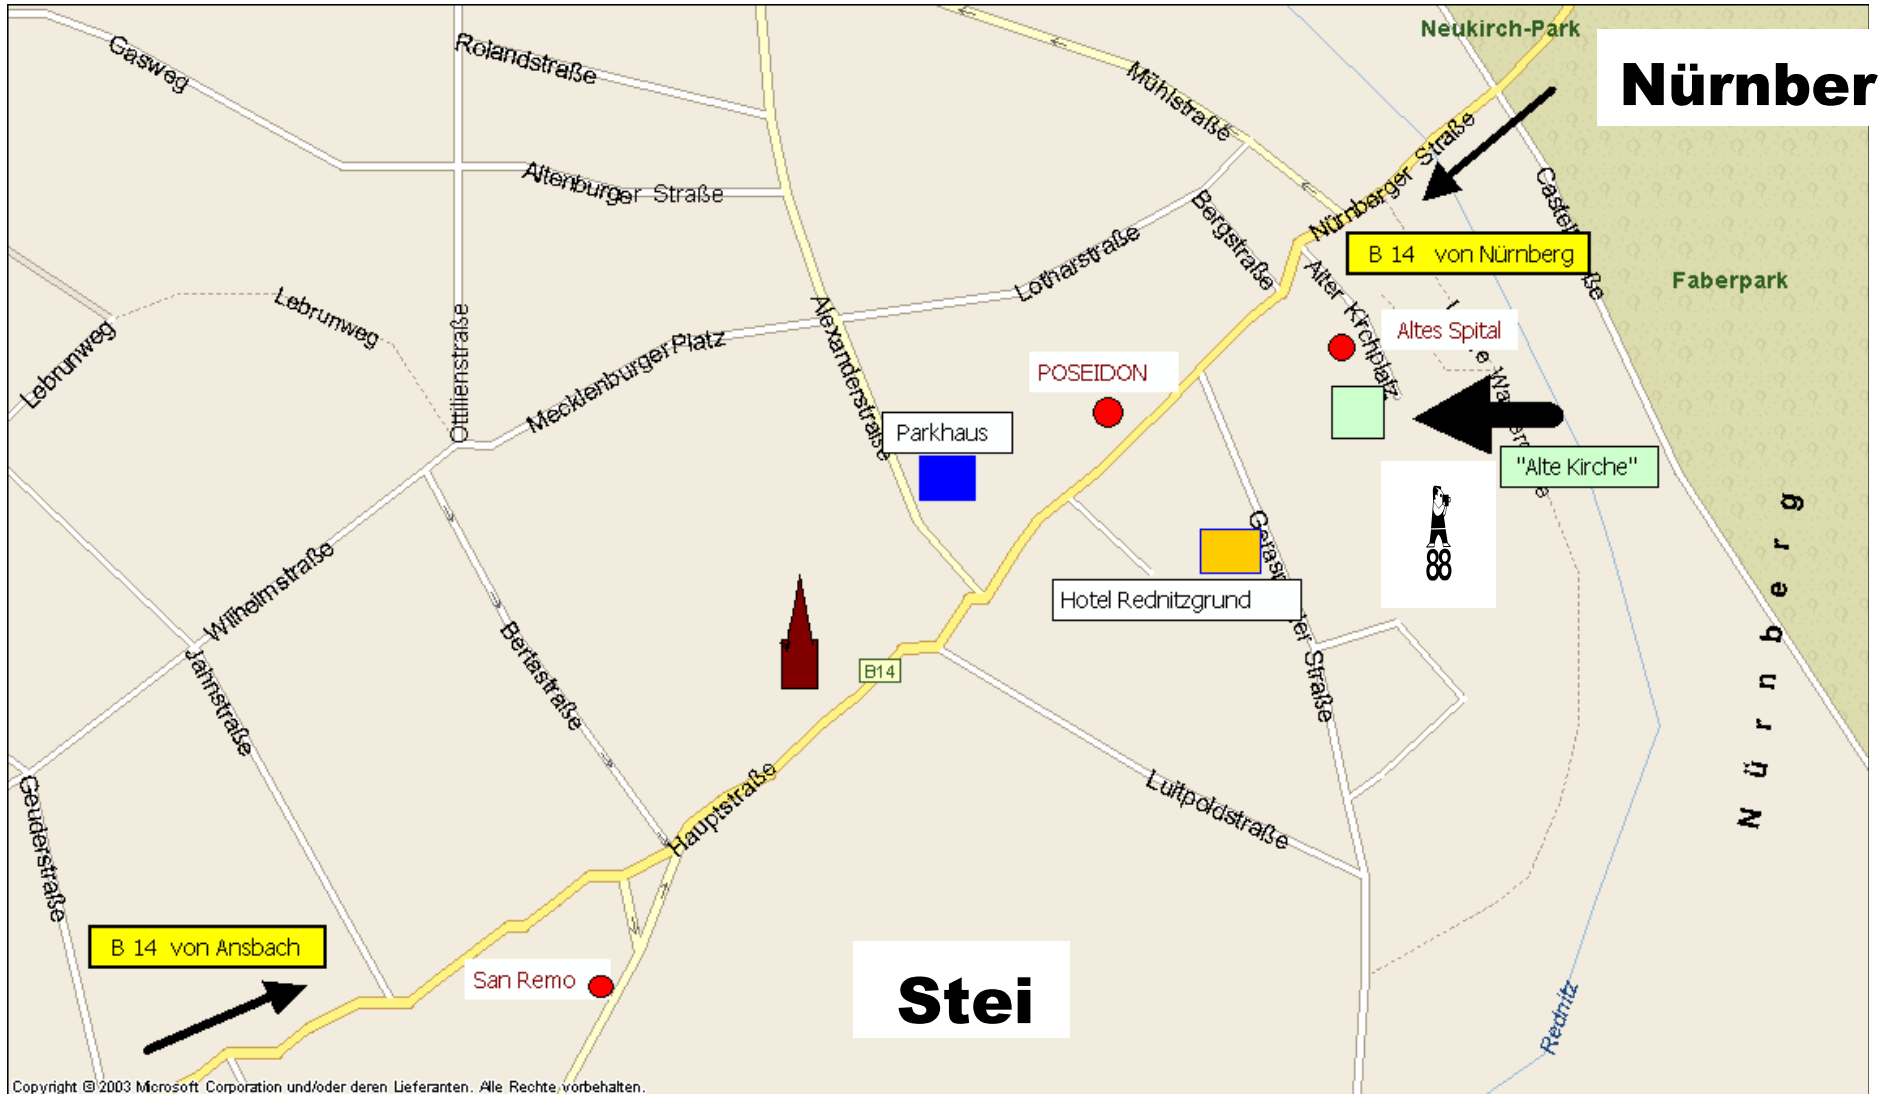 Neukirch-Park
Nürnber
Gasweg
Rolandstraße
Mühlstraße
Nürnberger Straße
Altenburger Straße
Bergstraße
Lotharstraße
B 14 von Nürnberg
Faberpark
Alter Kirchplatz
Lebrunweg
Lebrunweg
Ottilienstraße
Mecklenburger Platz
Alexanderstraße
Altes Spital
POSEIDON
Parkhaus
"Alte Kirche"
88
Nürnberg
Hotel Rednitzgrund
Straße
Wilhelmstraße
Jahnstraße
Bertastraße
B14
Geuderstraße
Hauptstraße
Luitpoldstraße
B 14 von Ansbach
San Remo
Stei
Rednitz
Copyright © 2003 Microsoft Corporation und/oder deren Lieferanten. Alle Rechte vorbehalten.